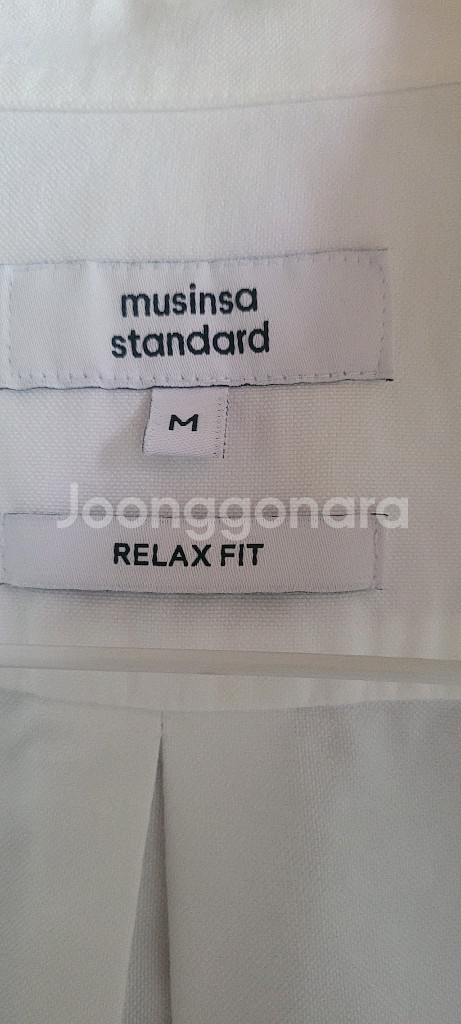 musinsa
standard
M
Joonggonara
RELAX FIT